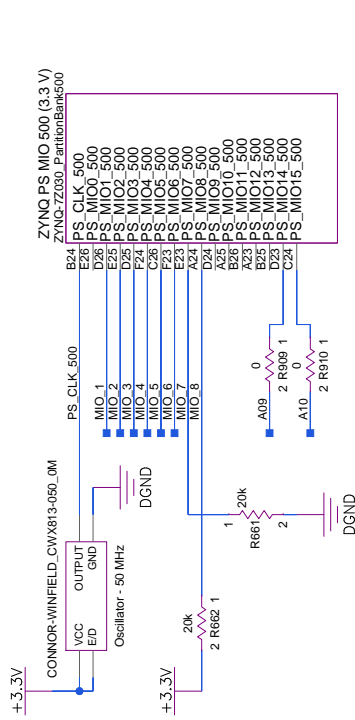 ZYNQ PS MIO 500 (3.3 V)
ZYNQ-7Z030_PartitionBank500
B24 PS_CLK_500
E26 PS_MIO0_500
D26 PS_MIO1_500
E25 PS_MIO2_500
D25 PS_MIO3_500
F24 PS_MIO4_500
C26 PS_MIO5_500
F23 PS_MIO6_500
E23 PS_MIO7_500
A24 PS_MIO8_500
D24 PS_MIO9_500
A25 PS_MIO10_500
B26 PS_MIO11_500
A23 PS_MIO12_500
B25 PS_MIO13_500
D23 PS_MIO14_500
C24 PS_MIO15_500
PS_CLK_500
MIO_1
MIO_2
MIO_3
MIO_4
MIO_5
MIO_6
MIO_7
MIO_8
A09
0
2 R909 1
A10
0
2 R910 1
CONNOR-WINFIELD_CWX813-050_0M
VCC OUTPUT
E/D GND
Oscillator - 50 MHz
+3.3V
DGND
+3.3V
20k
2 R662 1
1
20k
R661
2
DGND